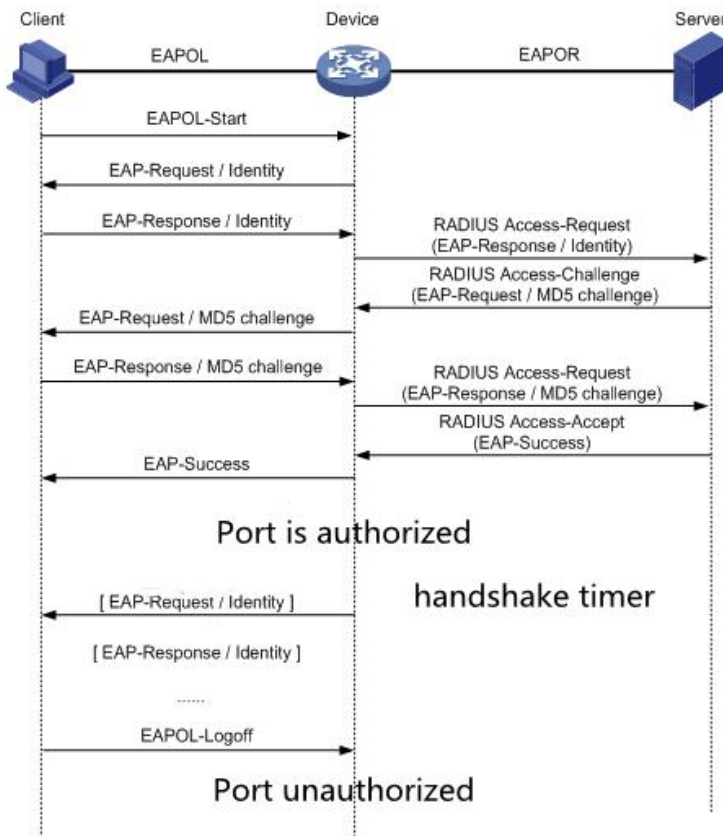 Client Device Server
EAPOL EAPOR
EAPOL-Start
EAP-Request / Identity
EAP-Response / Identity
RADIUS Access-Request
(EAP-Response / Identity)
RADIUS Access-Challenge
(EAP-Request / MD5 challenge)
EAP-Request / MD5 challenge
EAP-Response / MD5 challenge
RADIUS Access-Request
(EAP-Response / MD5 challenge)
RADIUS Access-Accept
(EAP-Success)
EAP-Success
Port is authorized
handshake timer
[ EAP-Request / Identity ]
[ EAP-Response / Identity ]
......
EAPOL-Logoff
Port unauthorized